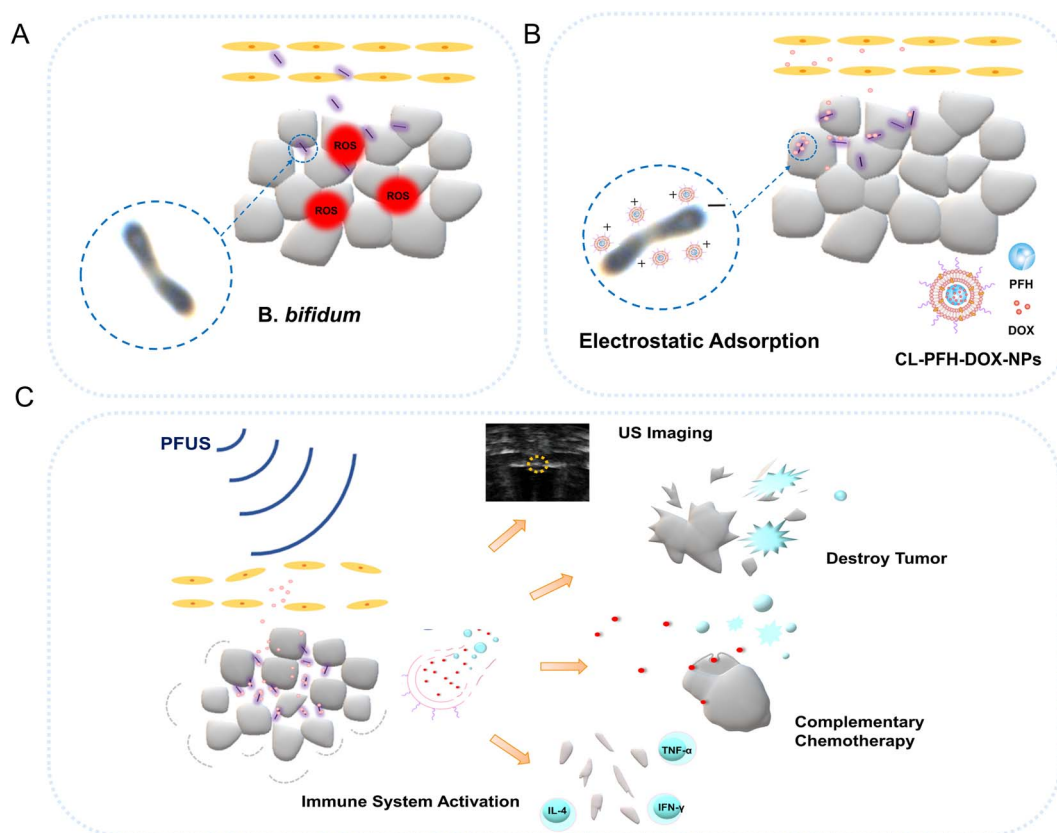 A
ROS
ROS
ROS
B. bifidum
B
+
+
+
+
+
+
−
Electrostatic Adsorption
PFH
DOX
CL-PFH-DOX-NPs
C
PFUS
US Imaging
Destroy Tumor
Complementary
Chemotherapy
Immune System Activation
TNF-α
IL-4
IFN-γ